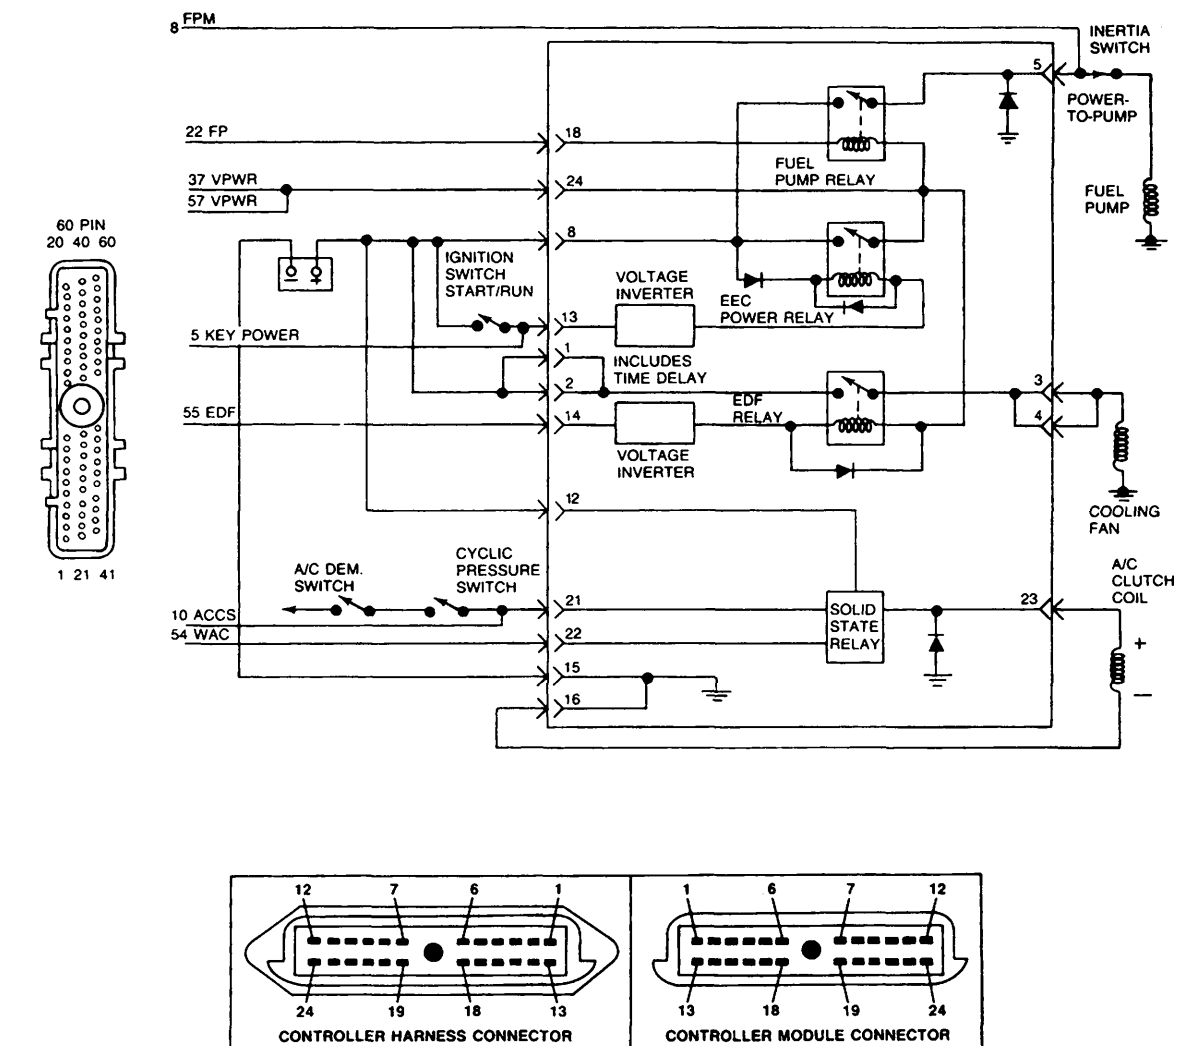 8 FPM
INERTIA
SWITCH
5
POWER-
TO-PUMP
22 FP
18
FUEL
PUMP RELAY
37 VPWR
24
57 VPWR
FUEL
PUMP
60 PIN
20 40 60
8
IGNITION
SWITCH
START/RUN
VOLTAGE
INVERTER
− +
EEC
POWER RELAY
13
5 KEY POWER
1
INCLUDES
TIME DELAY
2
3
EDF
RELAY
55 EDF
14
4
VOLTAGE
INVERTER
12
COOLING
FAN
CYCLIC
PRESSURE
SWITCH
A/C DEM.
SWITCH
A/C
CLUTCH
COIL
1 21 41
21
23
10 ACCS
SOLID
STATE
RELAY
54 WAC
22
+
15
−
16
12 7 6 1
24 19 18 13
CONTROLLER HARNESS CONNECTOR
1 6 7 12
13 18 19 24
CONTROLLER MODULE CONNECTOR